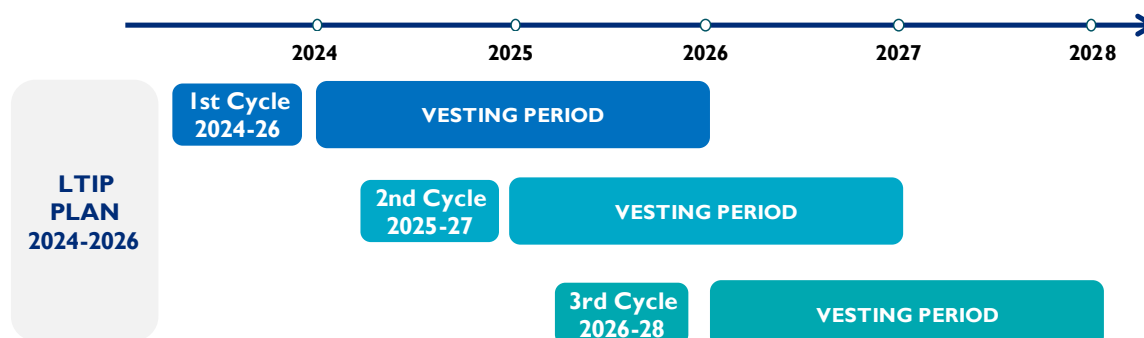 2024 2025 2026 2027 2028
1st Cycle
2024-26
VESTING PERIOD
LTIP
PLAN
2024-2026
2nd Cycle
2025-27
VESTING PERIOD
3rd Cycle
2026-28
VESTING PERIOD